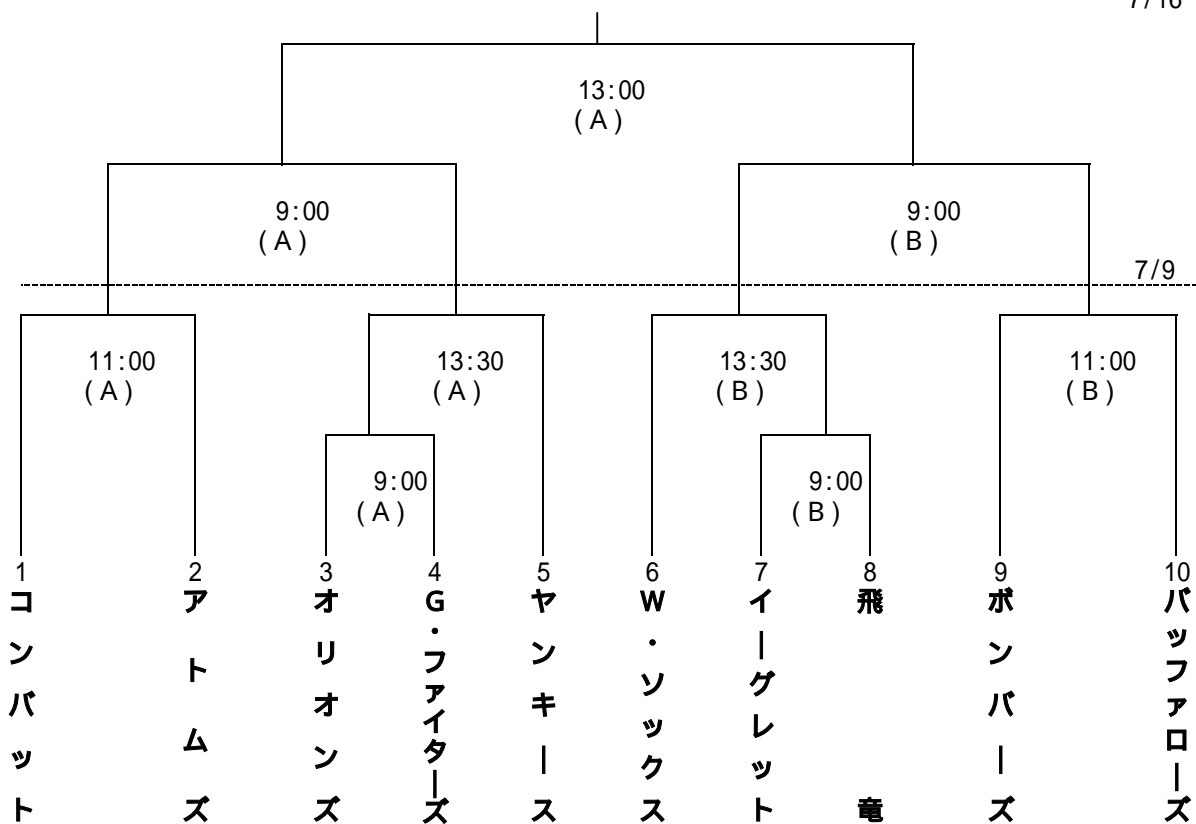 7/16
13:00
(A)
9:00
(A)
9:00
(B)
7/9
11:00
(A)
13:30
(A)
13:30
(B)
11:00
(B)
9:00
(A)
9:00
(B)
1
2
3
4
5
6
7
8
9
10
コンバット
アトムズ
オリオンズ
G・ファイターズ
ヤンキース
W・ソックス
イーグレット
飛竜
ボンバーズ
バッファローズ